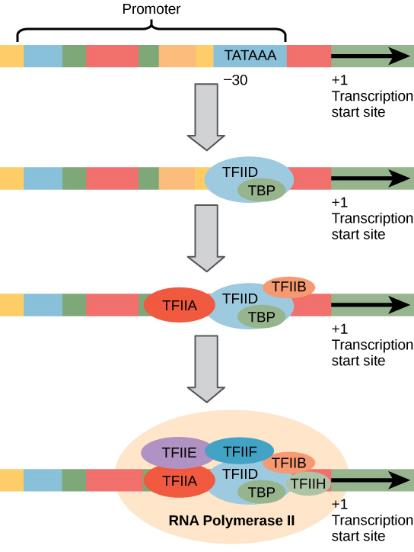 Promoter
TATAAA
−30
+1
Transcription
start site
TFIID
TBP
+1
Transcription
start site
TFIIB
TFIIA
TFIID
TBP
+1
Transcription
start site
TFIIE
TFIIF
TFIIB
TFIIA
TFIID
TFIIH
TBP
RNA Polymerase II
+1
Transcription
start site